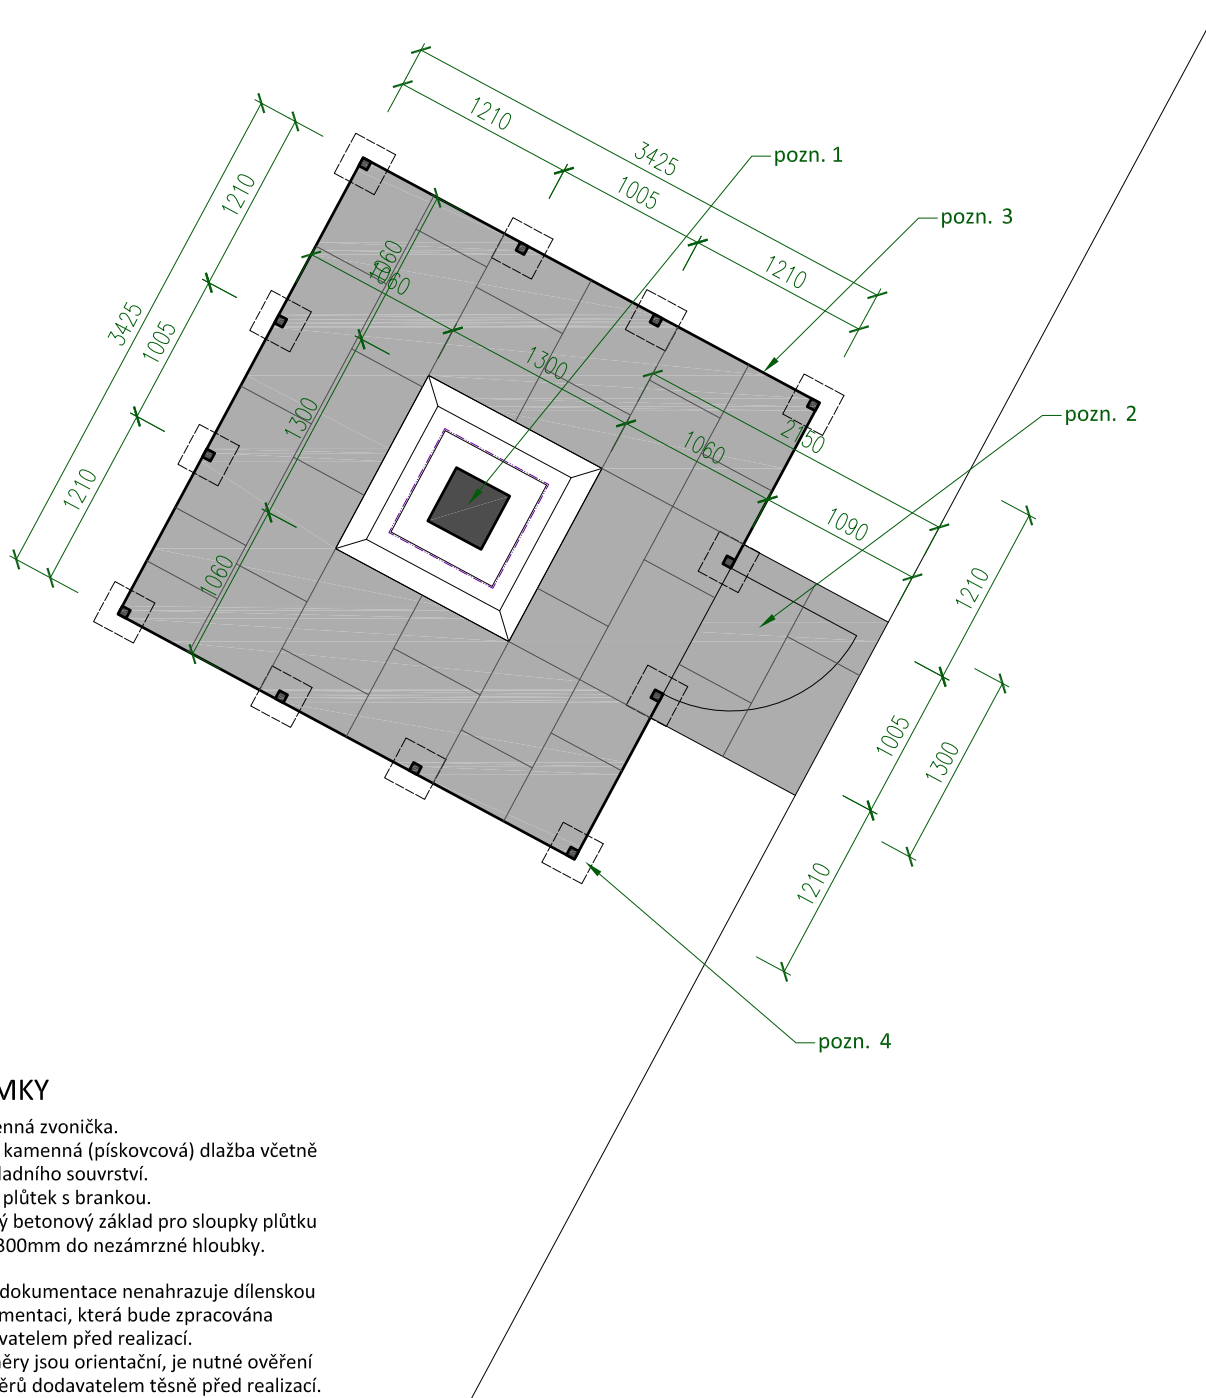 1210
3425
1005
1210
pozn. 1
pozn. 3
1210
3425
1005
1210
1060
1060
1300
1060
2150
1090
1300
1060
pozn. 2
1210
1005
1300
1210
pozn. 4
MKY
enná zvonička.
kamenná (pískovcová) dlažba včetně
ladního souvrství.
plůtek s brankou.
ý betonový základ pro sloupky plůtku
300mm do nezámrzné hloubky.
dokumentace nenahrazuje dílenskou
mentaci, která bude zpracována
vatelem před realizací.
něry jsou orientační, je nutné ověření
ěrů dodavatelem těsně před realizací.